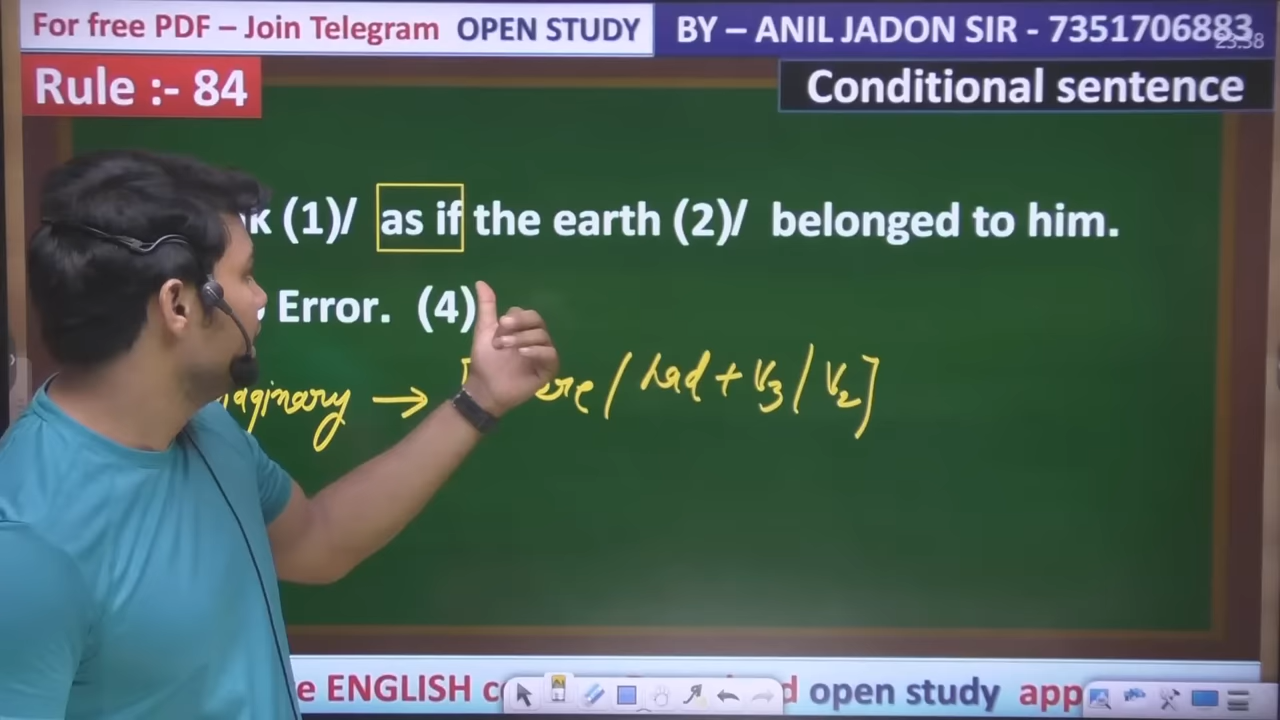 For free PDF – Join Telegram OPEN STUDY BY – ANIL JADON SIR - 7351706883
Rule :- 84 Conditional sentence
(1)/ as if the earth (2)/ belonged to him.
Error. (4)
→ / had + V3 / V2]
ENGLISH open study app